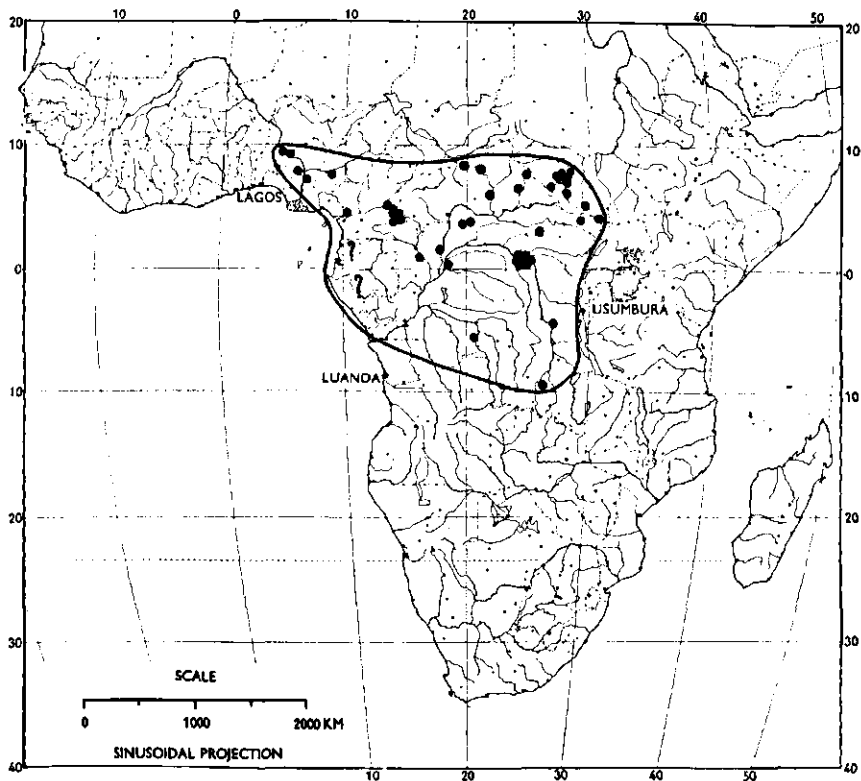 20 10 0 10 20 30 40 50
20 20
10 10
LAGOS
? 
0 0
?
USUMBURA
LUANDA
10 10
20 20
30 30
SCALE
0 1000 2000 KM
SINUSOIDAL PROJECTION
40 10 20 30 40 50 40